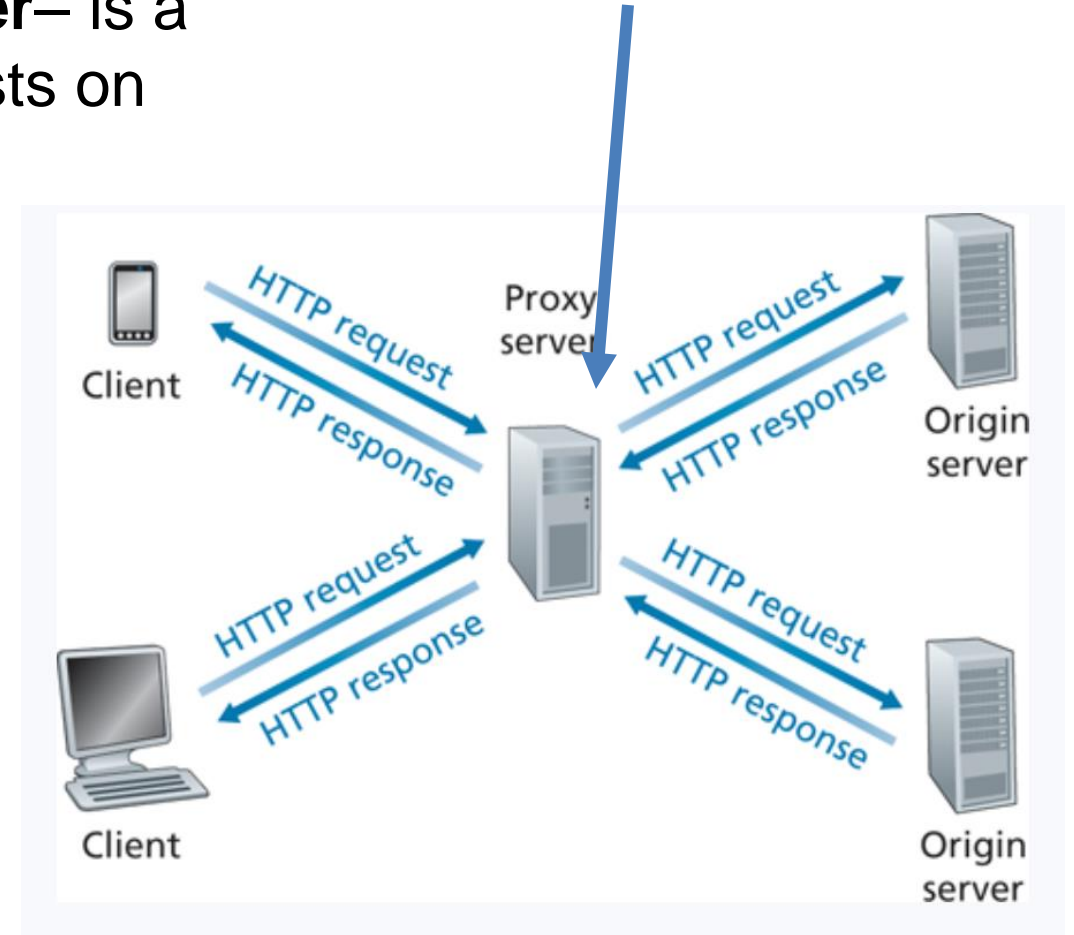 er– is a
sts on
HTTP request
HTTP response
Client
Proxy
server
HTTP request
HTTP response
Origin
server
HTTP request
HTTP response
Client
HTTP request
HTTP response
Origin
server